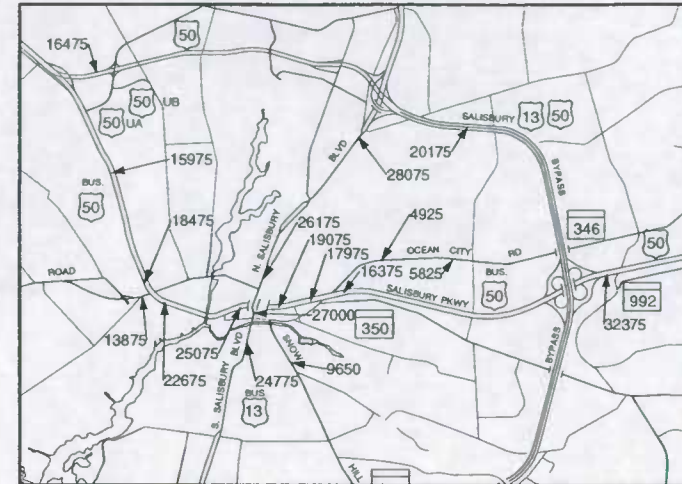 16475
50
50 UB
50 UA
SALISBURY
13 50
20175
BLVD
28075
BYPASS
15975
BUS.
50
346
18475
N. SALISBURY
26175
4925
19075
17975
OCEAN CITY RD
50
ROAD
16375
5825
BUS.
50
SALISBURY PKWY
992
27000
350
32375
13875
25075
22675
S. SALISBURY BLVD
24775
SNOW
9650
BYPASS
BUS.
13
HILL